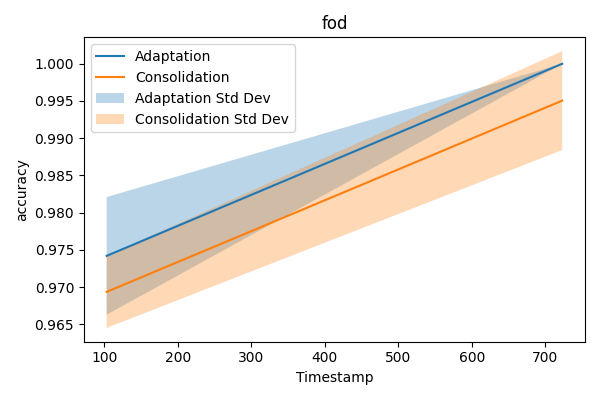 fod
Adaptation
Consolidation
Adaptation Std Dev
Consolidation Std Dev
accuracy
1.000
0.995
0.990
0.985
0.980
0.975
0.970
0.965
100 200 300 400 500 600 700
Timestamp